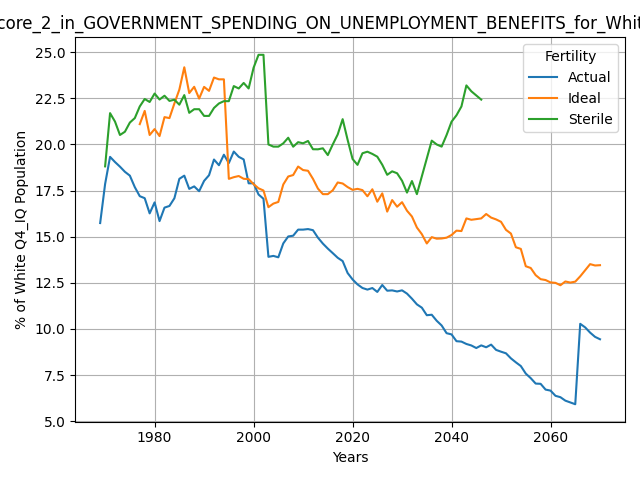 core_2_in_GOVERNMENT_SPENDING_ON_UNEMPLOYMENT_BENEFITS_for_Whit
Fertility
Actual
Ideal
Sterile
% of White Q4_IQ Population
25.0
22.5
20.0
17.5
15.0
12.5
10.0
7.5
5.0
1980 2000 2020 2040 2060
Years